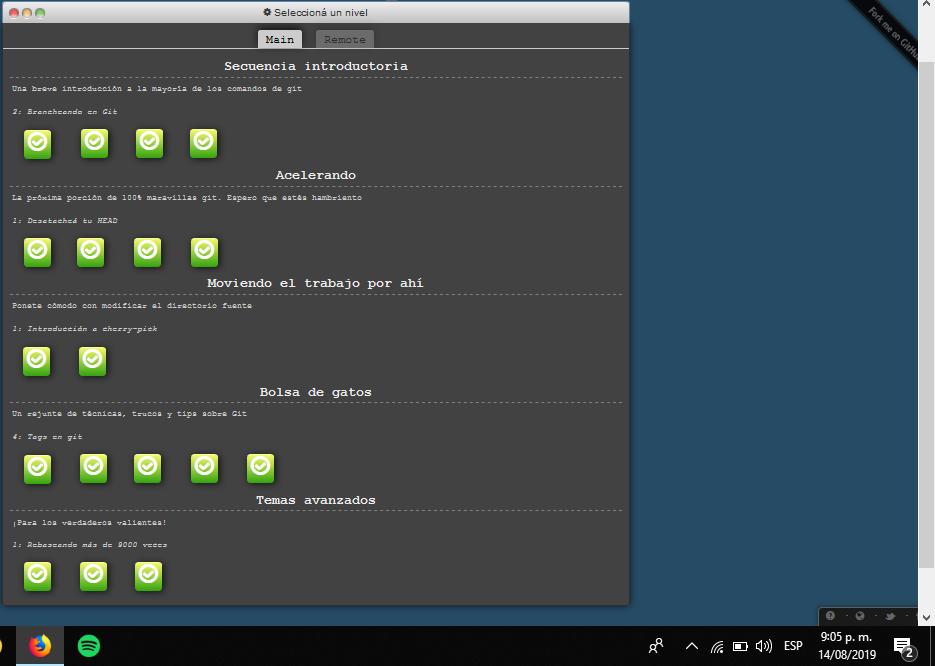 Seleccioná un nivel
Main Remote
Secuencia introductoria
Una breve introducción a la mayoría de los comandos de git
2: Brancheando en Git
Acelerando
La próxima porción de 100% maravillas git. Espero que estés hambriento
1: Desatacheá tu HEAD
Moviendo el trabajo por ahí
Ponete cómodo con modificar el directorio fuente
1: Introducción a cherry-pick
Bolsa de gatos
Un rejunte de técnicas, trucos y tips sobre Git
4: Tags en git
Temas avanzados
¡Para los verdaderos valientes!
1: Rebaseando más de 9000 veces
Fork me on GitHub
ESP
9:05 p. m.
14/08/2019
2